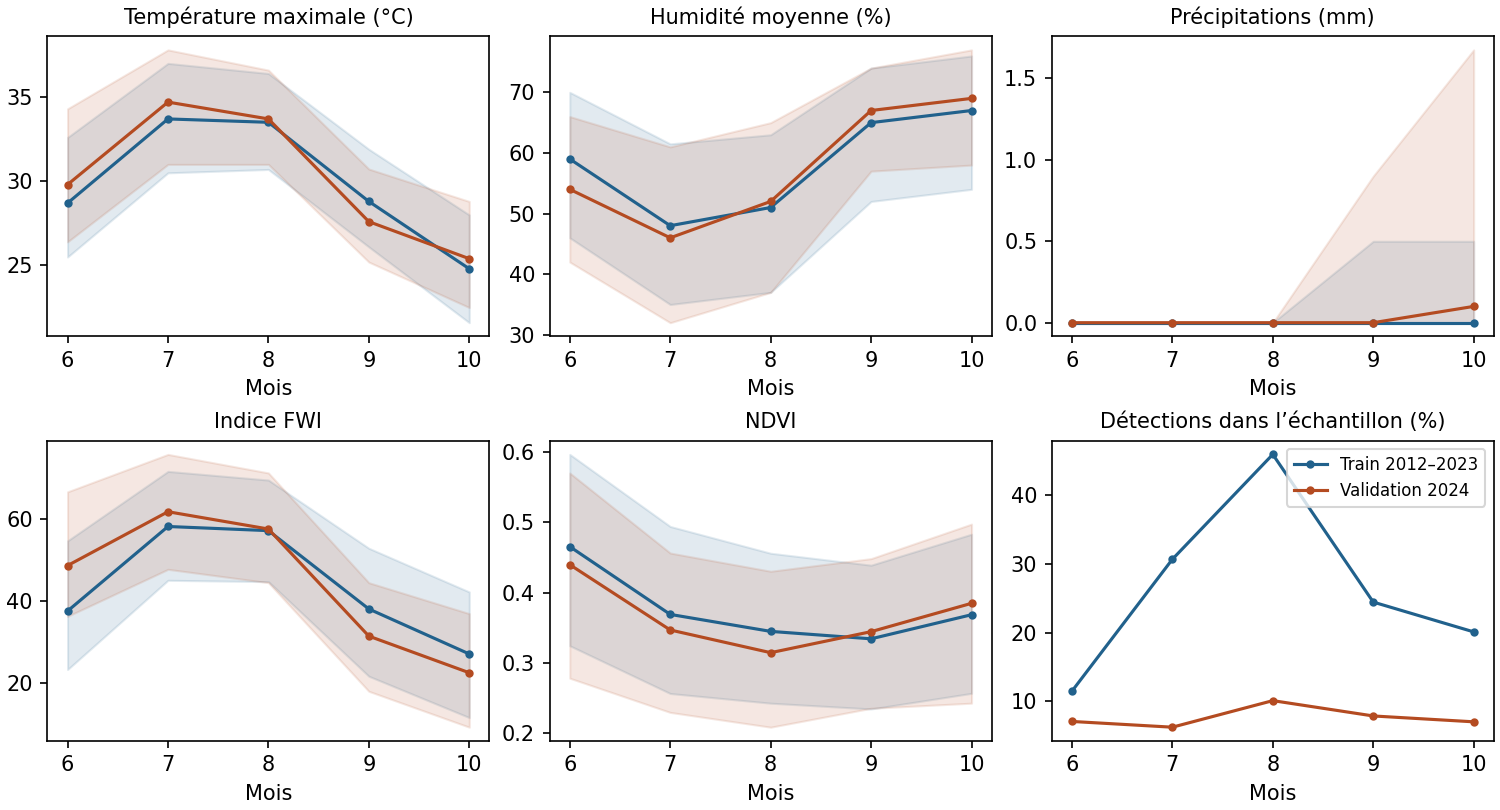 Température maximale (°C)
35
30
25
6 7 8 9 10
Mois
Humidité moyenne (%)
70
60
50
40
30
6 7 8 9 10
Mois
Précipitations (mm)
1.5
1.0
0.5
0.0
6 7 8 9 10
Mois
Indice FWI
60
40
20
6 7 8 9 10
Mois
NDVI
0.6
0.5
0.4
0.3
0.2
6 7 8 9 10
Mois
Détections dans l’échantillon (%)
Train 2012–2023
Validation 2024
40
30
20
10
6 7 8 9 10
Mois